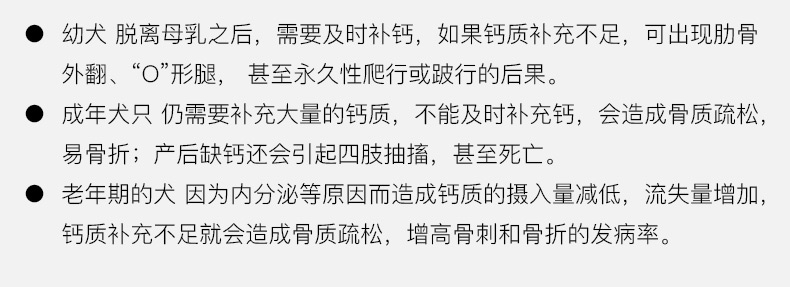 ● 幼犬 脱离母乳之后，需要及时补钙，如果钙质补充不足，可出现肋骨
外翻、“O”形腿， 甚至永久性爬行或跛行的后果。
● 成年犬只 仍需要补充大量的钙质，不能及时补充钙，会造成骨质疏松，
易骨折；产后缺钙还会引起四肢抽搐，甚至死亡。
● 老年期的犬 因为内分泌等原因而造成钙质的摄入量减低，流失量增加，
钙质补充不足就会造成骨质疏松，增高骨刺和骨折的发病率。